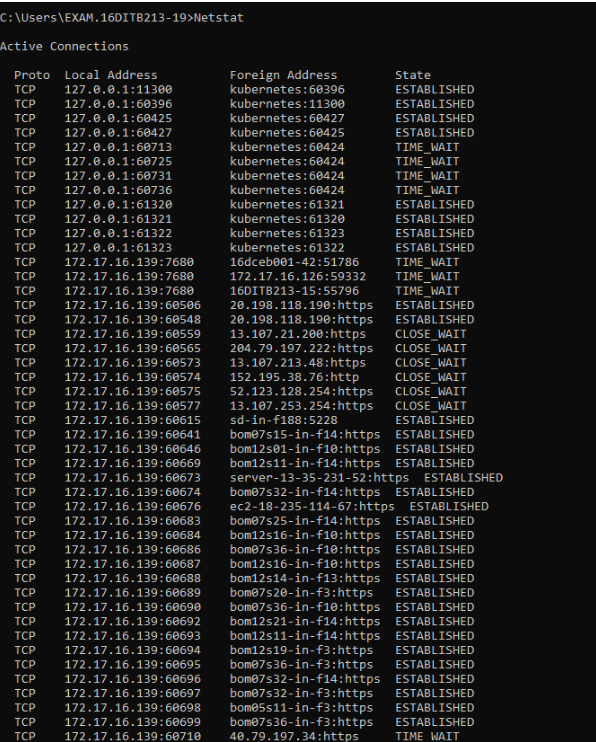 C:\Users\EXAM.16DITB213-19>Netstat
Active Connections
Proto  Local Address          Foreign Address        State
TCP    127.0.0.1:11300        kubernetes:60396       ESTABLISHED
TCP    127.0.0.1:60396        kubernetes:11300       ESTABLISHED
TCP    127.0.0.1:60425        kubernetes:60427       ESTABLISHED
TCP    127.0.0.1:60427        kubernetes:60425       ESTABLISHED
TCP    127.0.0.1:60713        kubernetes:60424       TIME_WAIT
TCP    127.0.0.1:60725        kubernetes:60424       TIME_WAIT
TCP    127.0.0.1:60731        kubernetes:60424       TIME_WAIT
TCP    127.0.0.1:60736        kubernetes:60424       TIME_WAIT
TCP    127.0.0.1:61320        kubernetes:61321       ESTABLISHED
TCP    127.0.0.1:61321        kubernetes:61320       ESTABLISHED
TCP    127.0.0.1:61322        kubernetes:61323       ESTABLISHED
TCP    127.0.0.1:61323        kubernetes:61322       ESTABLISHED
TCP    172.17.16.139:7680     16dceb001-42:51786     TIME_WAIT
TCP    172.17.16.139:7680     172.17.16.126:59332    TIME_WAIT
TCP    172.17.16.139:7680     16DITB213-15:55796     TIME_WAIT
TCP    172.17.16.139:60506    20.198.118.190:https   ESTABLISHED
TCP    172.17.16.139:60548    20.198.118.190:https   ESTABLISHED
TCP    172.17.16.139:60559    13.107.21.200:https    CLOSE_WAIT
TCP    172.17.16.139:60565    204.79.197.222:https   CLOSE_WAIT
TCP    172.17.16.139:60573    13.107.213.48:https    CLOSE_WAIT
TCP    172.17.16.139:60574    152.195.38.76:http     CLOSE_WAIT
TCP    172.17.16.139:60575    52.123.128.254:https   CLOSE_WAIT
TCP    172.17.16.139:60577    13.107.253.254:https   CLOSE_WAIT
TCP    172.17.16.139:60615    sd-in-f188:5228        ESTABLISHED
TCP    172.17.16.139:60641    bom07s15-in-f14:https  ESTABLISHED
TCP    172.17.16.139:60646    bom12s01-in-f10:https  ESTABLISHED
TCP    172.17.16.139:60669    bom12s11-in-f14:https  ESTABLISHED
TCP    172.17.16.139:60673    server-13-35-231-52:https  ESTABLISHED
TCP    172.17.16.139:60674    bom07s32-in-f14:https  ESTABLISHED
TCP    172.17.16.139:60676    ec2-18-235-114-67:https  ESTABLISHED
TCP    172.17.16.139:60683    bom07s25-in-f14:https  ESTABLISHED
TCP    172.17.16.139:60684    bom12s16-in-f10:https  ESTABLISHED
TCP    172.17.16.139:60686    bom07s36-in-f10:https  ESTABLISHED
TCP    172.17.16.139:60687    bom12s16-in-f10:https  ESTABLISHED
TCP    172.17.16.139:60688    bom12s14-in-f13:https  ESTABLISHED
TCP    172.17.16.139:60689    bom07s20-in-f3:https   ESTABLISHED
TCP    172.17.16.139:60690    bom07s36-in-f10:https  ESTABLISHED
TCP    172.17.16.139:60692    bom12s21-in-f14:https  ESTABLISHED
TCP    172.17.16.139:60693    bom12s11-in-f14:https  ESTABLISHED
TCP    172.17.16.139:60694    bom12s19-in-f3:https   ESTABLISHED
TCP    172.17.16.139:60695    bom07s36-in-f3:https   ESTABLISHED
TCP    172.17.16.139:60696    bom07s32-in-f14:https  ESTABLISHED
TCP    172.17.16.139:60697    bom07s32-in-f3:https   ESTABLISHED
TCP    172.17.16.139:60698    bom05s11-in-f3:https   ESTABLISHED
TCP    172.17.16.139:60699    bom07s36-in-f3:https   ESTABLISHED
TCP    172.17.16.139:60710    40.79.197.34:https     TIME_WAIT